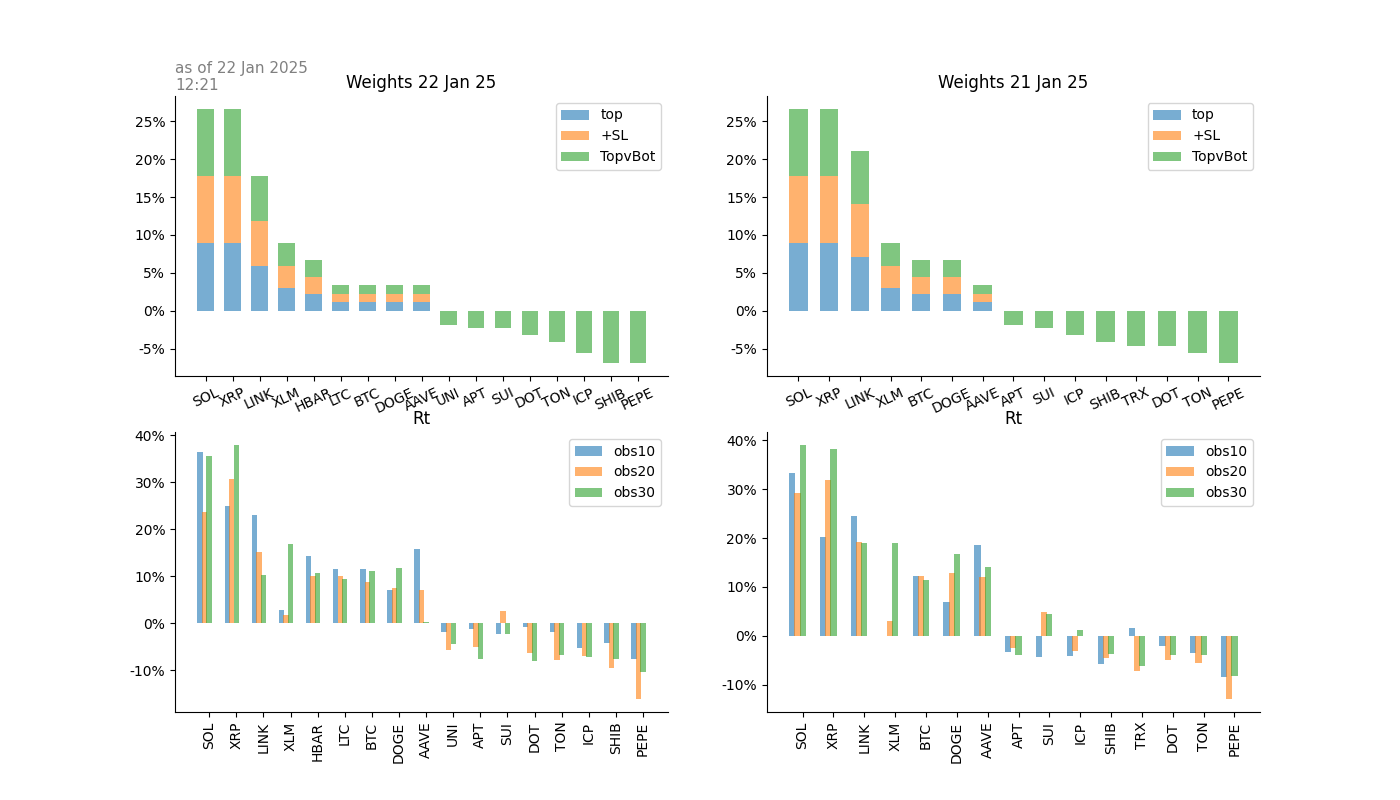 as of 22 Jan 2025
12:21
Weights 22 Jan 25
25%
20%
15%
10%
5%
0%
-5%
top
+SL
TopvBot
SOL XRP LINK XLM HBAR LTC BTC DOGE AAVE UNI APT SUI DOT TON ICP SHIB PEPE
Weights 21 Jan 25
25%
20%
15%
10%
5%
0%
-5%
top
+SL
TopvBot
SOL XRP LINK XLM BTC DOGE AAVE APT SUI ICP SHIB TRX DOT TON PEPE
Rt
40%
30%
20%
10%
0%
-10%
obs10
obs20
obs30
SOL XRP LINK XLM HBAR LTC BTC DOGE AAVE UNI APT SUI DOT TON ICP SHIB PEPE
Rt
40%
30%
20%
10%
0%
-10%
obs10
obs20
obs30
SOL XRP LINK XLM BTC DOGE AAVE APT SUI ICP SHIB TRX DOT TON PEPE